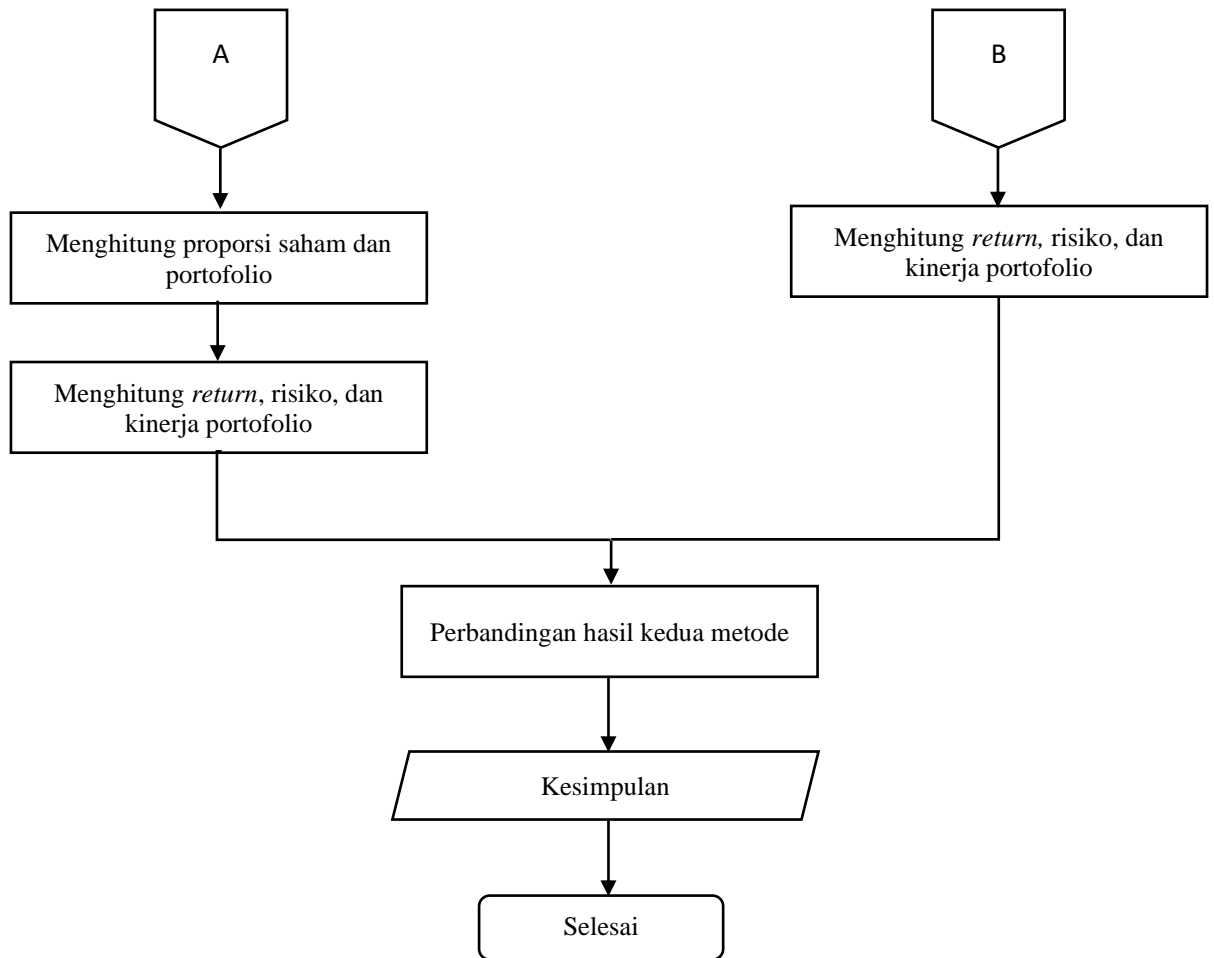 A
B
Menghitung proporsi saham dan
portofolio
Menghitung return, risiko, dan
kinerja portofolio
Menghitung return, risiko, dan
kinerja portofolio
Perbandingan hasil kedua metode
Kesimpulan
Selesai